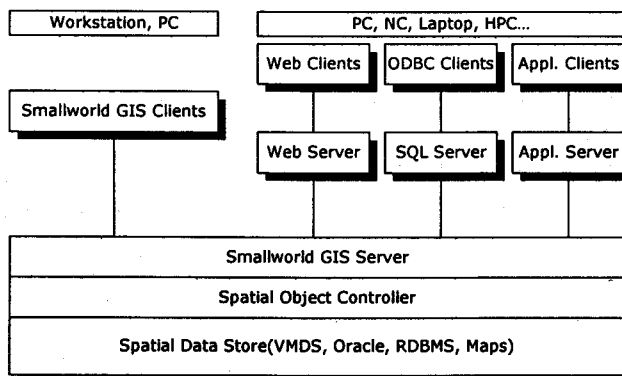 Workstation, PC
PC, NC, Laptop, HPC...
Web Clients
ODBC Clients
Appl. Clients
Smallworld GIS Clients
Web Server
SQL Server
Appl. Server
Smallworld GIS Server
Spatial Object Controller
Spatial Data Store(VMDS, Oracle, RDBMS, Maps)